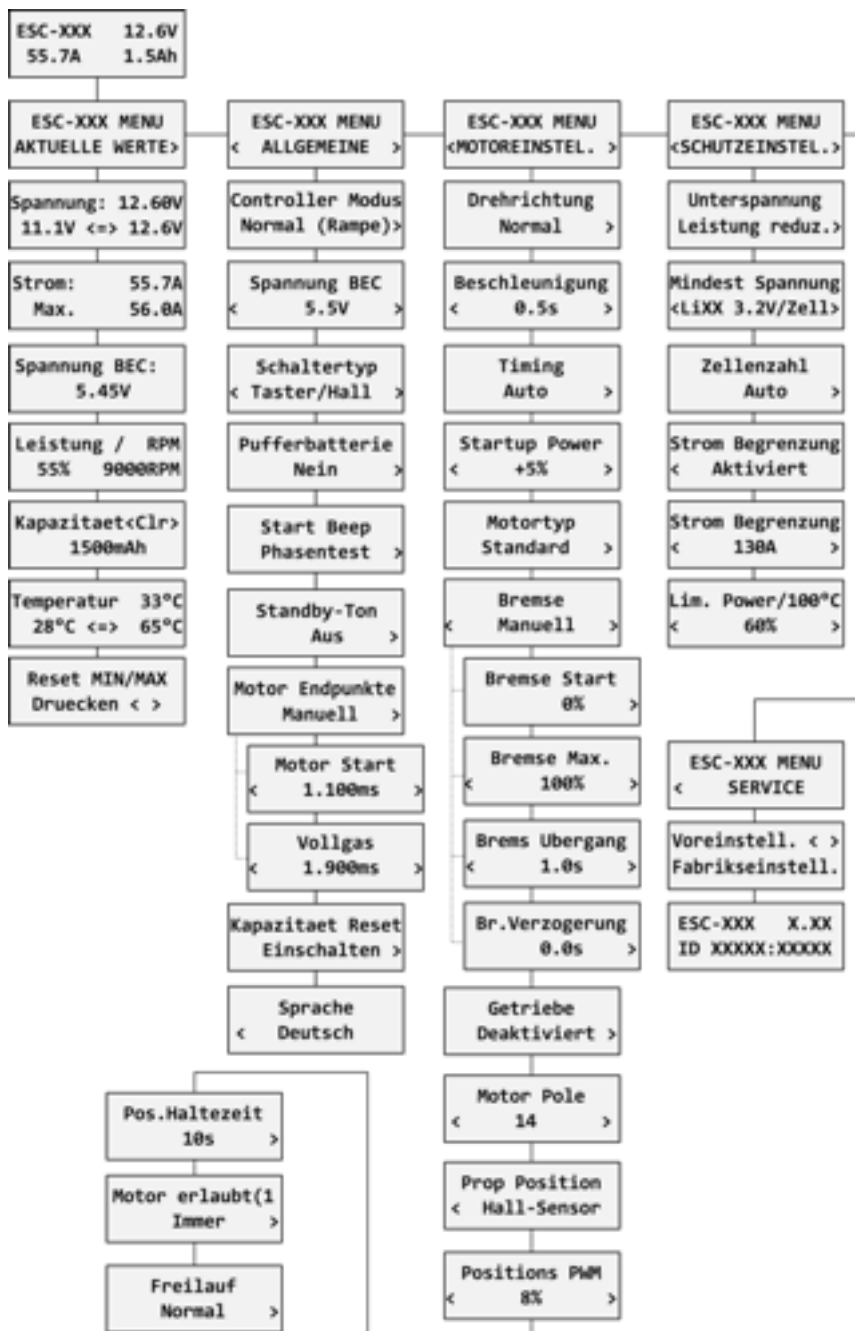 ESC-XXX 12.6V
55.7A 1.5Ah
ESC-XXX MENU
AKTUELLE WERTE>
Spannung: 12.60V
11.1V <=> 12.6V
Strom: 55.7A
Max. 56.0A
Spannung BEC:
5.45V
Leistung / RPM
55% 9000RPM
Kapazitaet<Clr>
1500mAh
Temperatur 33°C
28°C <=> 65°C
Reset MIN/MAX
Druecken < >
ESC-XXX MENU
< ALLGEMEINE >
Controller Modus
Normal (Rampe)>
Spannung BEC
< 5.5V >
Schaltertyp
< Taster/Hall >
Pufferbatterie
Nein >
Start Beep
Phasentest >
Standby-Ton
Aus >
Motor Endpunkte
Manuell >
Motor Start
< 1.100ms >
Vollgas
< 1.900ms >
Kapazitaet Reset
Einschalten >
Sprache
< Deutsch
ESC-XXX MENU
<MOTOREINSTEL. >
Drehrichtung
Normal >
Beschleunigung
< 0.5s >
Timing
Auto >
Startup Power
< +5% >
Motortyp
Standard >
Bremse
< Manuell >
Bremse Start
0% >
Bremse Max.
< 100% >
Brems Ubergang
< 1.0s >
Br.Verzogerung
0.0s >
Getriebe
Deaktiviert >
Motor Pole
< 14 >
Prop Position
< Hall-Sensor
Positions PWM
< 8% >
Pos.Haltezeit
10s >
Motor erlaubt(1
Immer >
Freilauf
Normal >
ESC-XXX MENU
<SCHUTZEINSTEL.>
Unterspannung
Leistung reduz.>
Mindest Spannung
<LiXX 3.2V/Zell>
Zellenzahl
Auto >
Strom Begrenzung
< Aktiviert
Strom Begrenzung
< 130A >
Lim. Power/100°C
< 60% >
ESC-XXX MENU
< SERVICE
Voreinstell. < >
Fabrikseinstell.
ESC-XXX X.XX
ID XXXXX:XXXXX